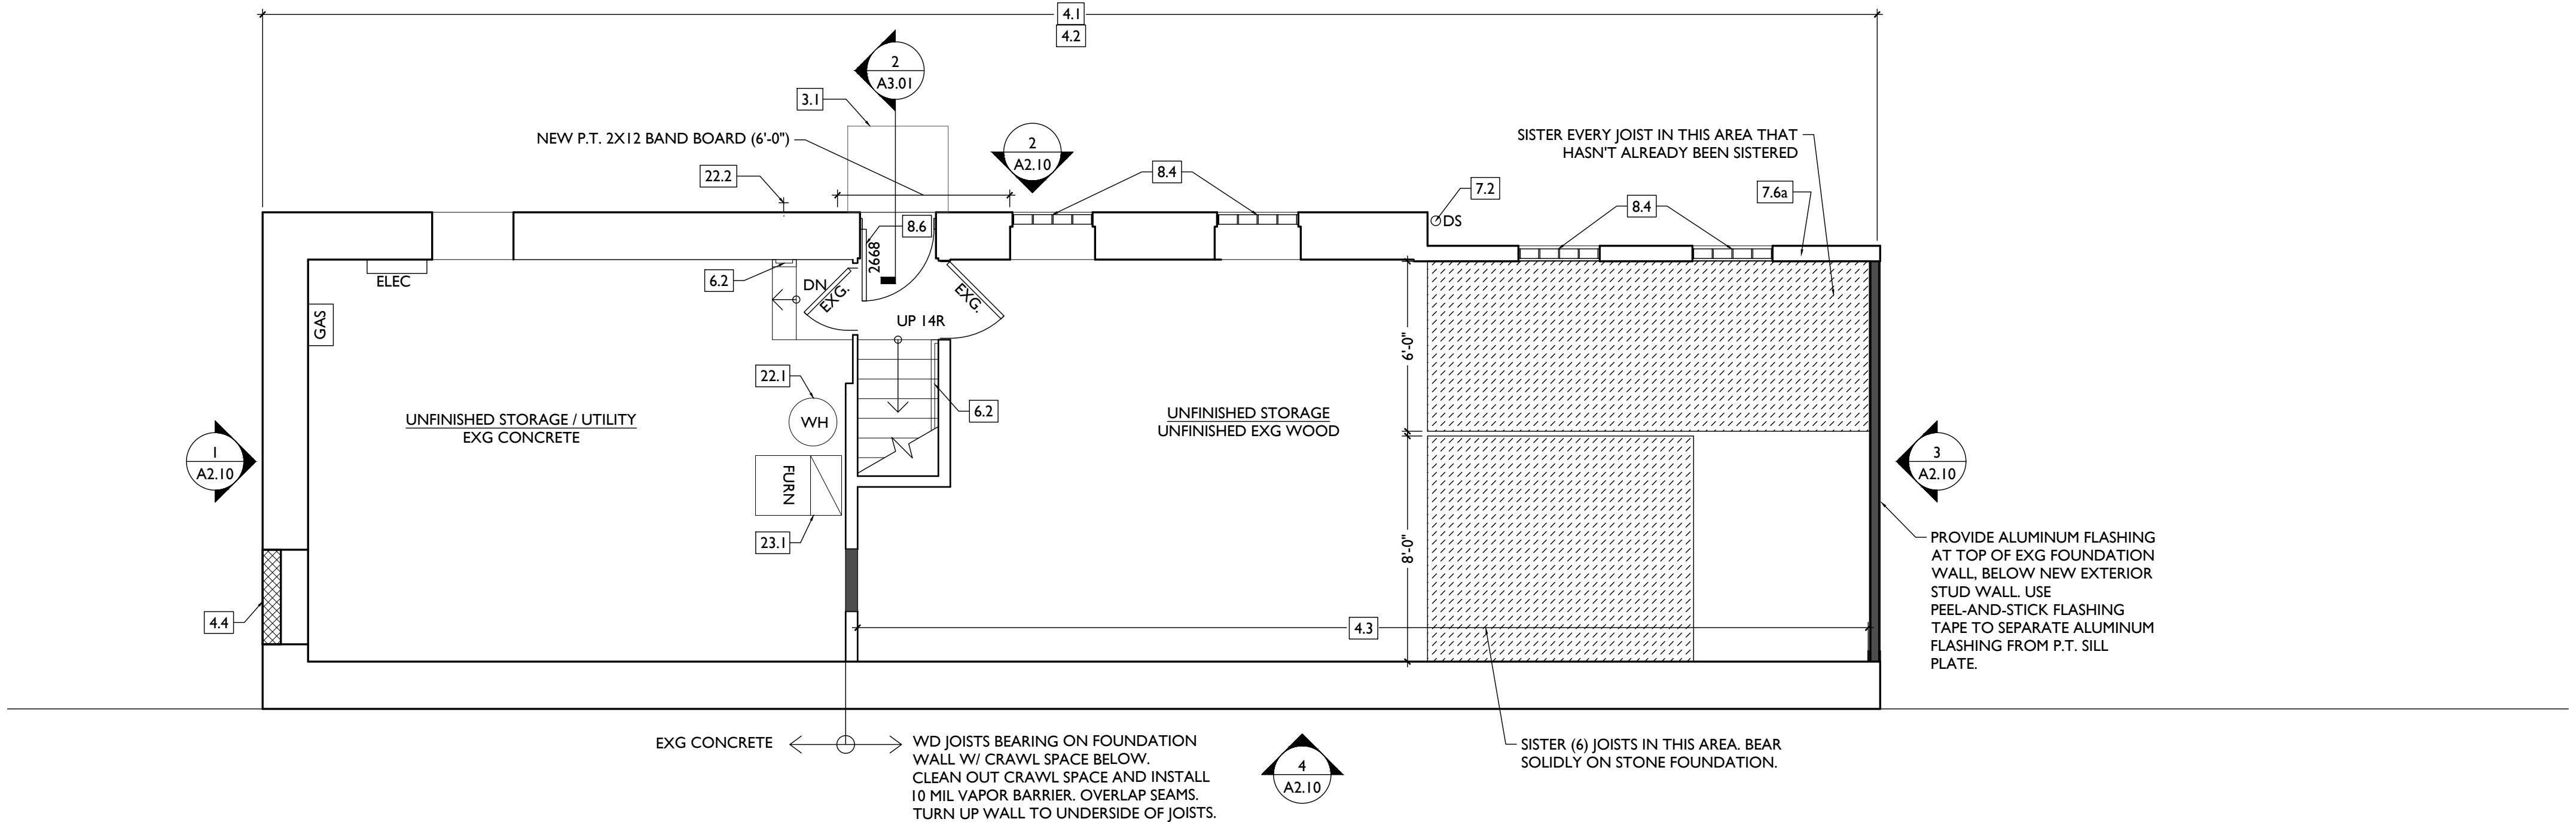 4.1
4.2
2
A3.01
3.1
NEW P.T. 2X12 BAND BOARD (6'-0")
2
A2.10
SISTER EVERY JOIST IN THIS AREA THAT
HASN'T ALREADY BEEN SISTERED
22.2
8.4
7.2
7.6a
8.4
DS
8.6
2668
ELEC
6.2
DN
EXG.
EXG.
GAS
UP 14R
6'-0"
22.1
WH
6.2
UNFINISHED STORAGE / UTILITY
EXG CONCRETE
UNFINISHED STORAGE
UNFINISHED EXG WOOD
1
A2.10
3
A2.10
FURN
23.1
8'-0"
PROVIDE ALUMINUM FLASHING
AT TOP OF EXG FOUNDATION
WALL, BELOW NEW EXTERIOR
STUD WALL. USE
PEEL-AND-STICK FLASHING
TAPE TO SEPARATE ALUMINUM
FLASHING FROM P.T. SILL
PLATE.
4.4
4.3
EXG CONCRETE
WD JOISTS BEARING ON FOUNDATION
WALL W/ CRAWL SPACE BELOW.
CLEAN OUT CRAWL SPACE AND INSTALL
10 MIL VAPOR BARRIER. OVERLAP SEAMS.
TURN UP WALL TO UNDERSIDE OF JOISTS.
4
A2.10
SISTER (6) JOISTS IN THIS AREA. BEAR
SOLIDLY ON STONE FOUNDATION.